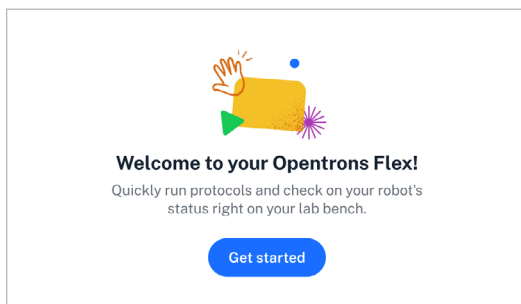 Welcome to your Opentrons Flex!
Quickly run protocols and check on your robot's
status right on your lab bench.
Get started